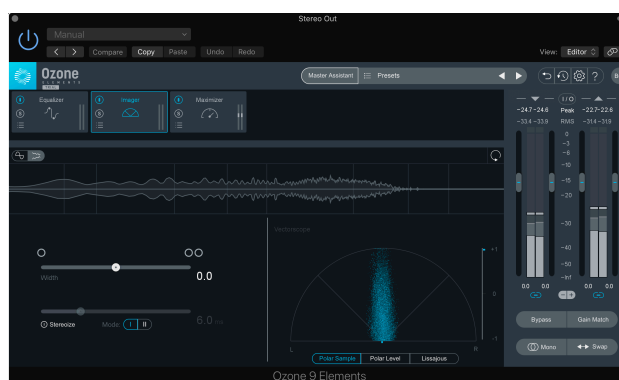 Stereo Out
Manual
Compare Copy Paste Undo Redo View: Editor
Ozone
ELEMENTS
TRIAL
Master Assistant Presets
Equalizer Imager Maximizer
I/O
-24.7 -24.6 Peak -22.7 -22.6
-33.4 -33.9 RMS -31.4 -31.9
0
-3
-6
-10
-15
-20
-30
-40
-50
-Inf
0.0 0.0 0.0 0.0
Vectorscope
+1
0
-1
Width 0.0
Stereoize Mode: I II 6.0 ms
L R
Polar Sample Polar Level Lissajous
Bypass Gain Match
Mono Swap
Ozone 9 Elements